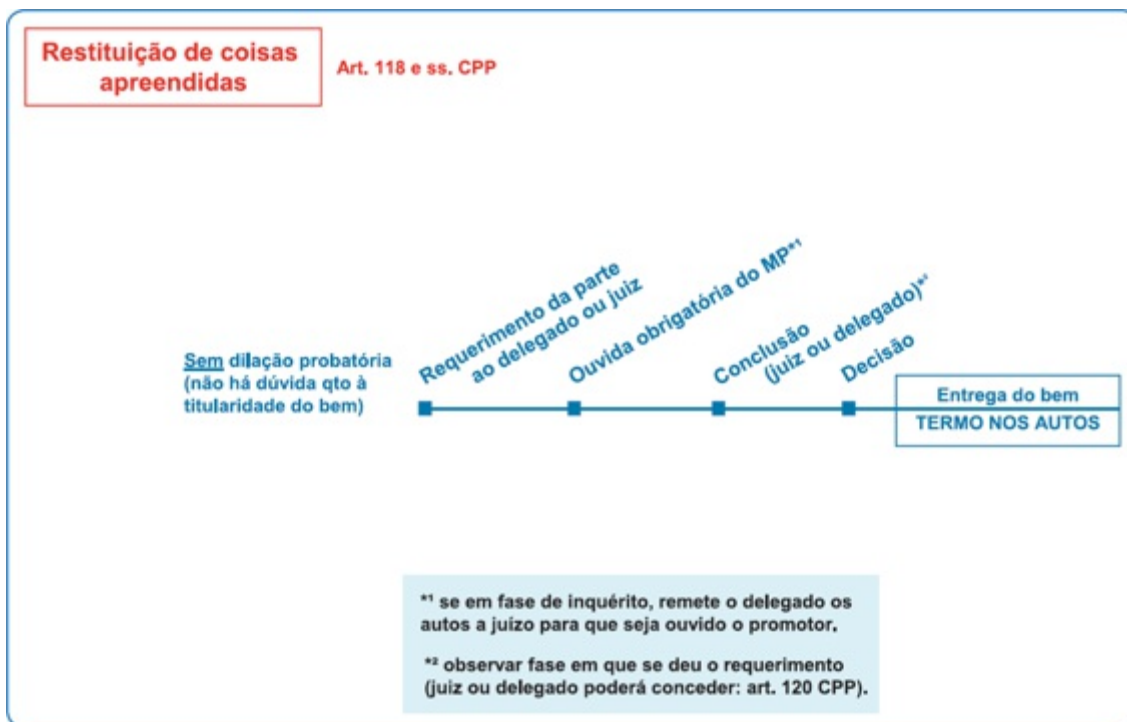 Restituição de coisas
apreendidas
Art. 118 e ss. CPP
Sem dilação probatória
(não há dúvida qto à
titularidade do bem)
Requerimento da parte
ao delegado ou juiz
Ouvida obrigatória do MP*¹
Conclusão
(juiz ou delegado)*²
Decisão
Entrega do bem
TERMO NOS AUTOS
*¹ se em fase de inquérito, remete o delegado os
autos a juízo para que seja ouvido o promotor.
*² observar fase em que se deu o requerimento
(juiz ou delegado poderá conceder: art. 120 CPP).